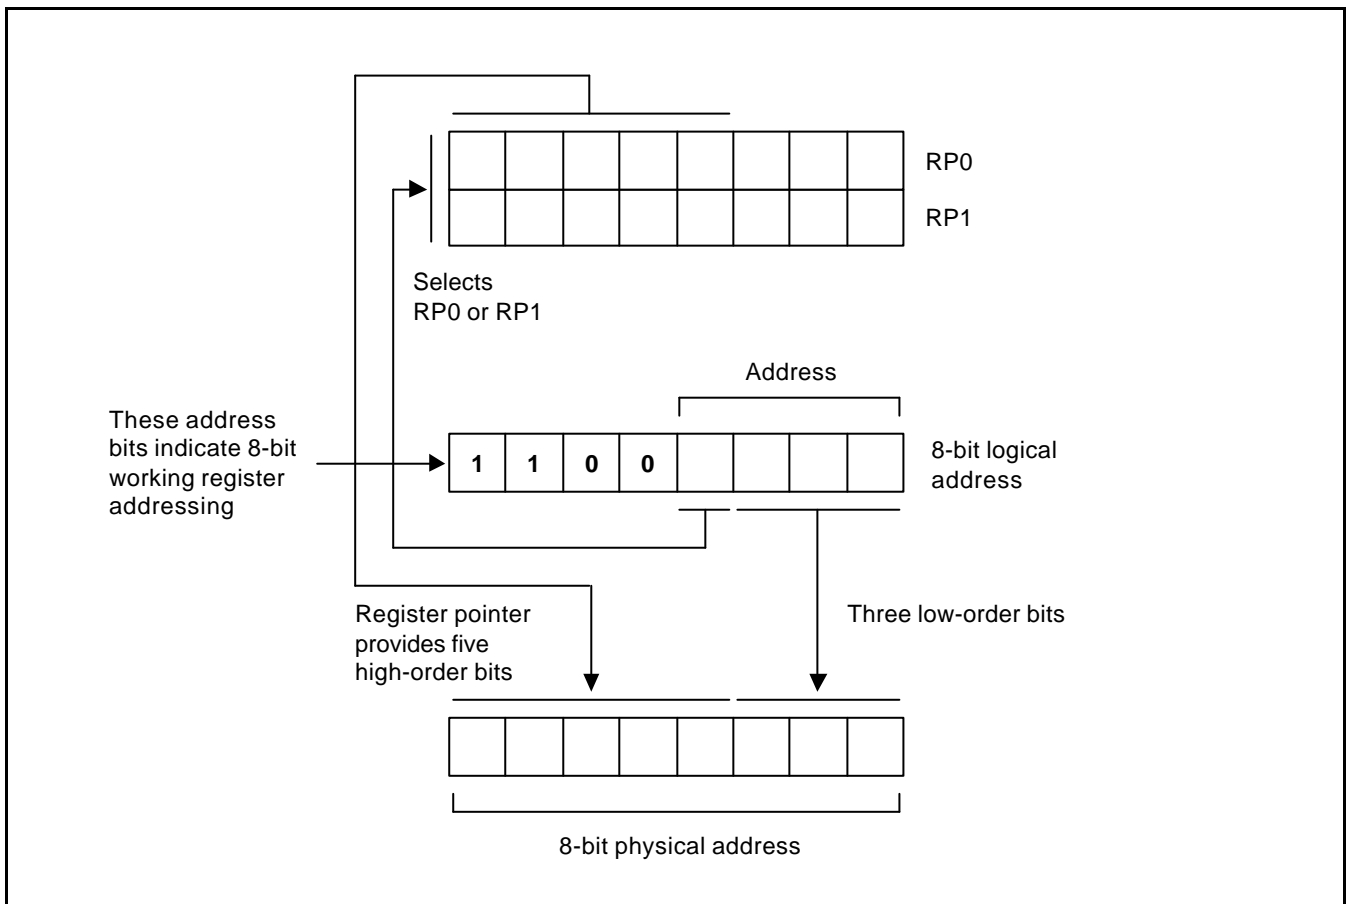 RP0
RP1
Selects
RP0 or RP1
Address
These address
bits indicate 8-bit
working register
addressing
1 1 0 0
8-bit logical
address
Register pointer
provides five
high-order bits
Three low-order bits
8-bit physical address